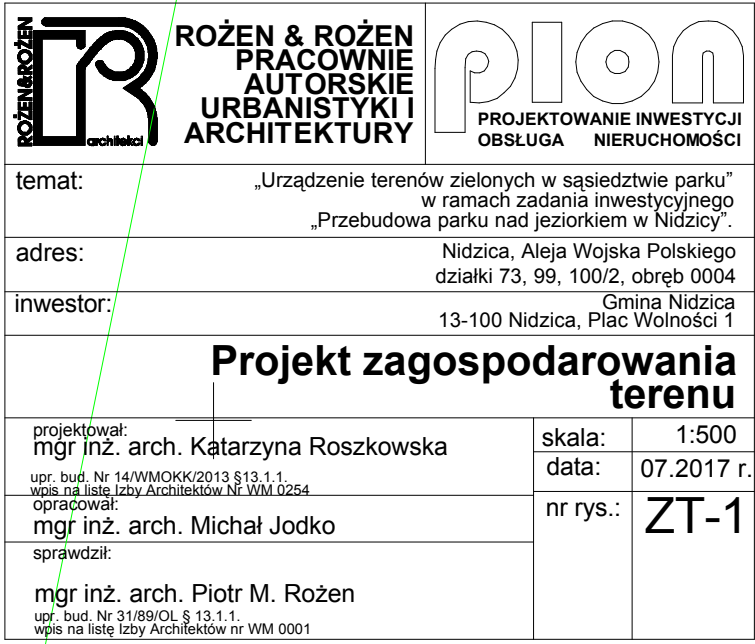 ROŻEN&ROŻEN
architekci
ROŻEN & ROŻEN
PRACOWNIE
AUTORSKIE
URBANISTYKI I
ARCHITEKTURY
pion
PROJEKTOWANIE INWESTYCJI
OBSŁUGA NIERUCHOMOŚCI
temat:
„Urządzenie terenów zielonych w sąsiedztwie parku”
w ramach zadania inwestycyjnego
„Przebudowa parku nad jeziorkiem w Nidzicy”.
adres:
Nidzica, Aleja Wojska Polskiego
działki 73, 99, 100/2, obręb 0004
inwestor:
Gmina Nidzica
13-100 Nidzica, Plac Wolności 1
Projekt zagospodarowania
terenu
projektował:
mgr inż. arch. Katarzyna Roszkowska
upr. bud. Nr 14/WMOKK/2013 §13.1.1.
wpis na listę Izby Architektów Nr WM 0254
skala: 1:500
data: 07.2017 r.
nr rys.: ZT-1
opracował:
mgr inż. arch. Michał Jodko
sprawdził:
mgr inż. arch. Piotr M. Rożen
upr. bud. Nr 31/89/OL § 13.1.1.
wpis na listę Izby Architektów nr WM 0001